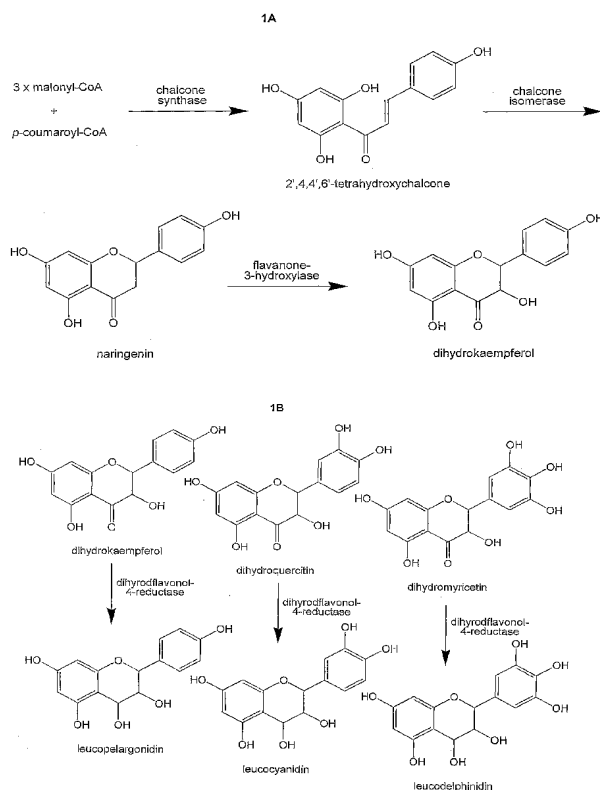 1A
3 x malonyl-CoA
+
p-coumaroyl-CoA
chalcone
synthase
HO
OH
OH
OH
O
2',4,4',6'-tetrahydroxychalcone
chalcone
isomerase
HO
O
OH
OH
O
naringenin
flavanone-
3-hydroxylase
HO
O
OH
OH
OH
O
dihydrokaempferol
1B
HO
O
OH
OH
OH
O
dihydrokaempferol
HO
O
OH
OH
OH
OH
O
dihydroquercitin
HO
O
OH
OH
OH
OH
OH
O
dihydromyricetin
dihyrodflavonol-
4-reductase
dihyrodflavonol-
4-reductase
dihyrodflavonol-
4-reductase
HO
O
OH
OH
OH
OH
leucopelargonidin
HO
O
OH
OH
OH
OH
OH
leucocyanidin
HO
O
OH
OH
OH
OH
OH
OH
leucodelphinidin